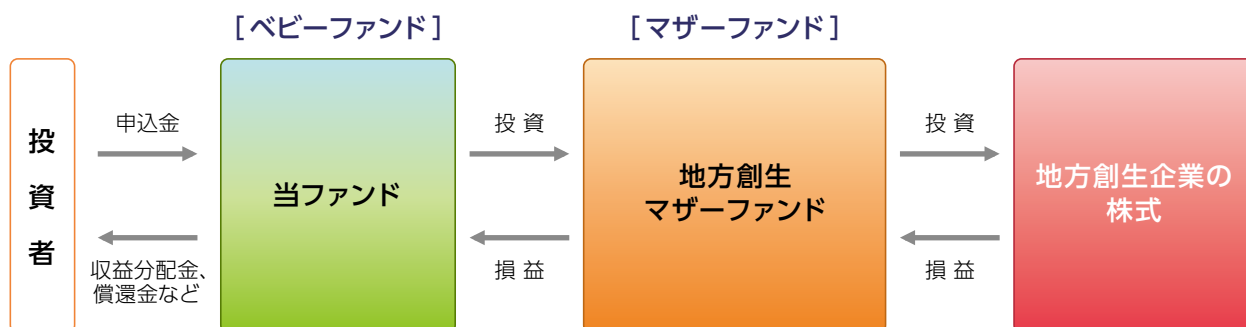 [ベビーファンド]
[マザーファンド]
投資者
申込金
収益分配金、
償還金など
当ファンド
投 資
損 益
地方創生
マザーファンド
投 資
損 益
地方創生企業の
株式